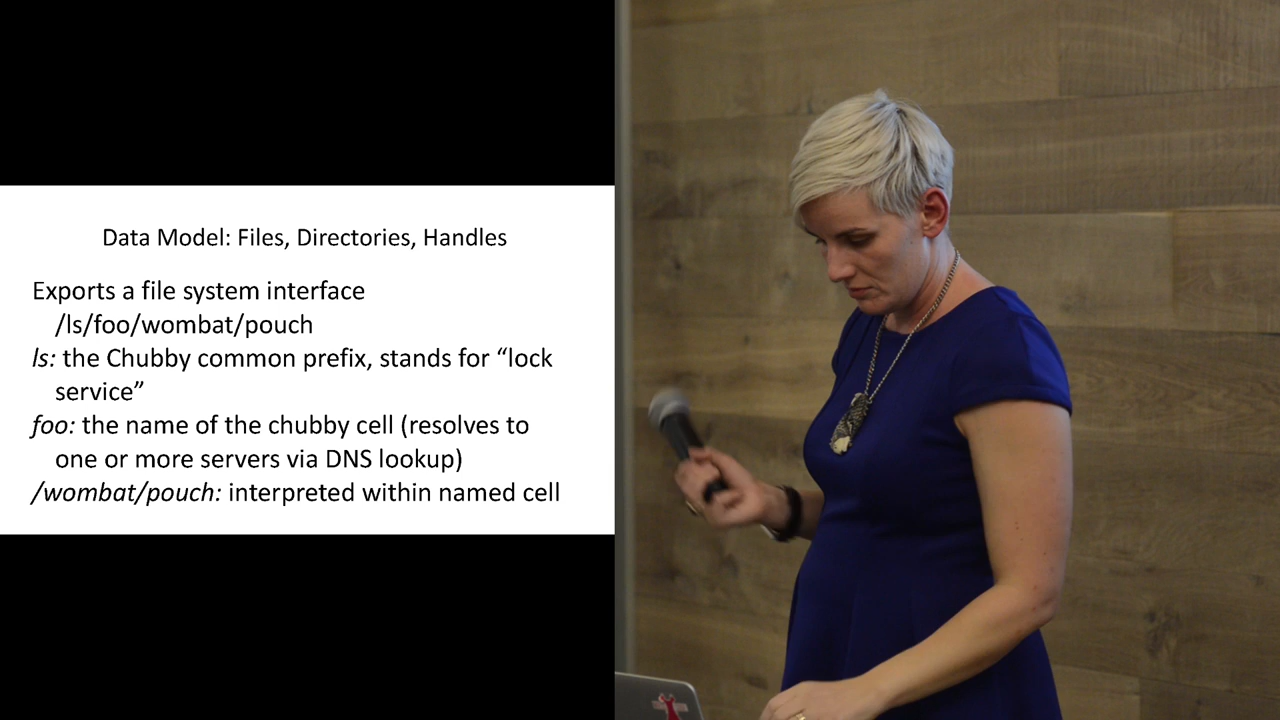 Data Model: Files, Directories, Handles
Exports a file system interface
/ls/foo/wombat/pouch
ls: the Chubby common prefix, stands for “lock
service”
foo: the name of the chubby cell (resolves to
one or more servers via DNS lookup)
/wombat/pouch: interpreted within named cell